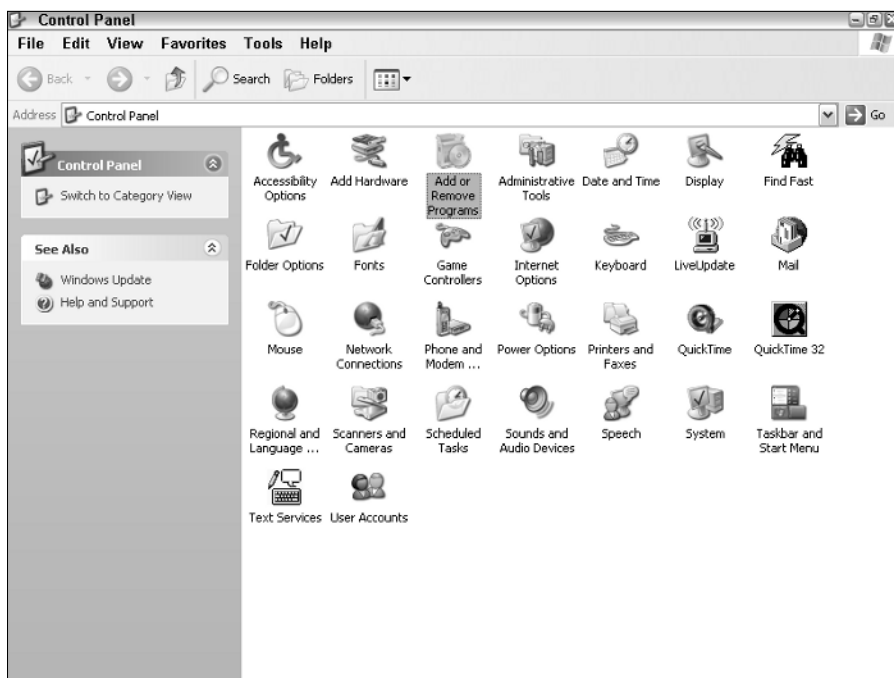 Control Panel
File Edit View Favorites Tools Help
Back Search Folders
Address Control Panel Go
Control Panel
Switch to Category View
See Also
Windows Update
Help and Support
Accessibility Options
Add Hardware
Add or Remove Programs
Administrative Tools
Date and Time
Display
Find Fast
Folder Options
Fonts
Game Controllers
Internet Options
Keyboard
LiveUpdate
Mail
Mouse
Network Connections
Phone and Modem ...
Power Options
Printers and Faxes
QuickTime
QuickTime 32
Regional and Language ...
Scanners and Cameras
Scheduled Tasks
Sounds and Audio Devices
Speech
System
Taskbar and Start Menu
Text Services
User Accounts